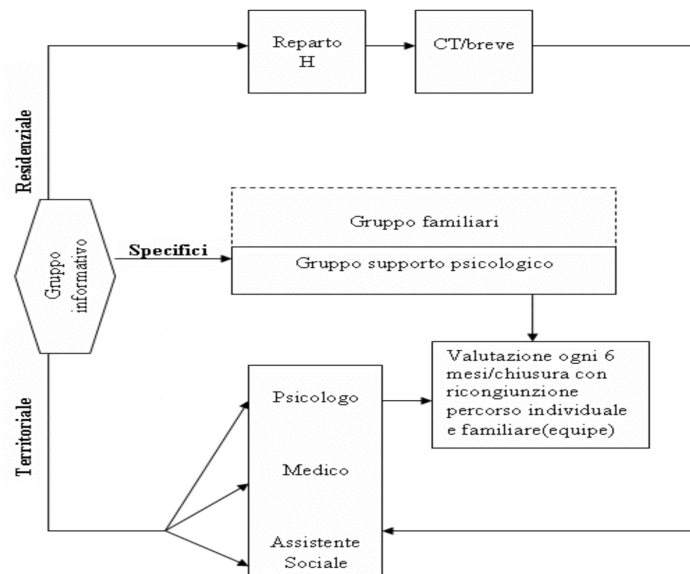 Reparto
H
CT/breve
Residenziale
Gruppo familiari
Specifici
Gruppo supporto psicologico
Gruppo
informativo
Valutazione ogni 6
mesi/chiusura con
ricongiunzione
percorso individuale
e familiare(equipe)
Psicologo
Territoriale
Medico
Assistente
Sociale